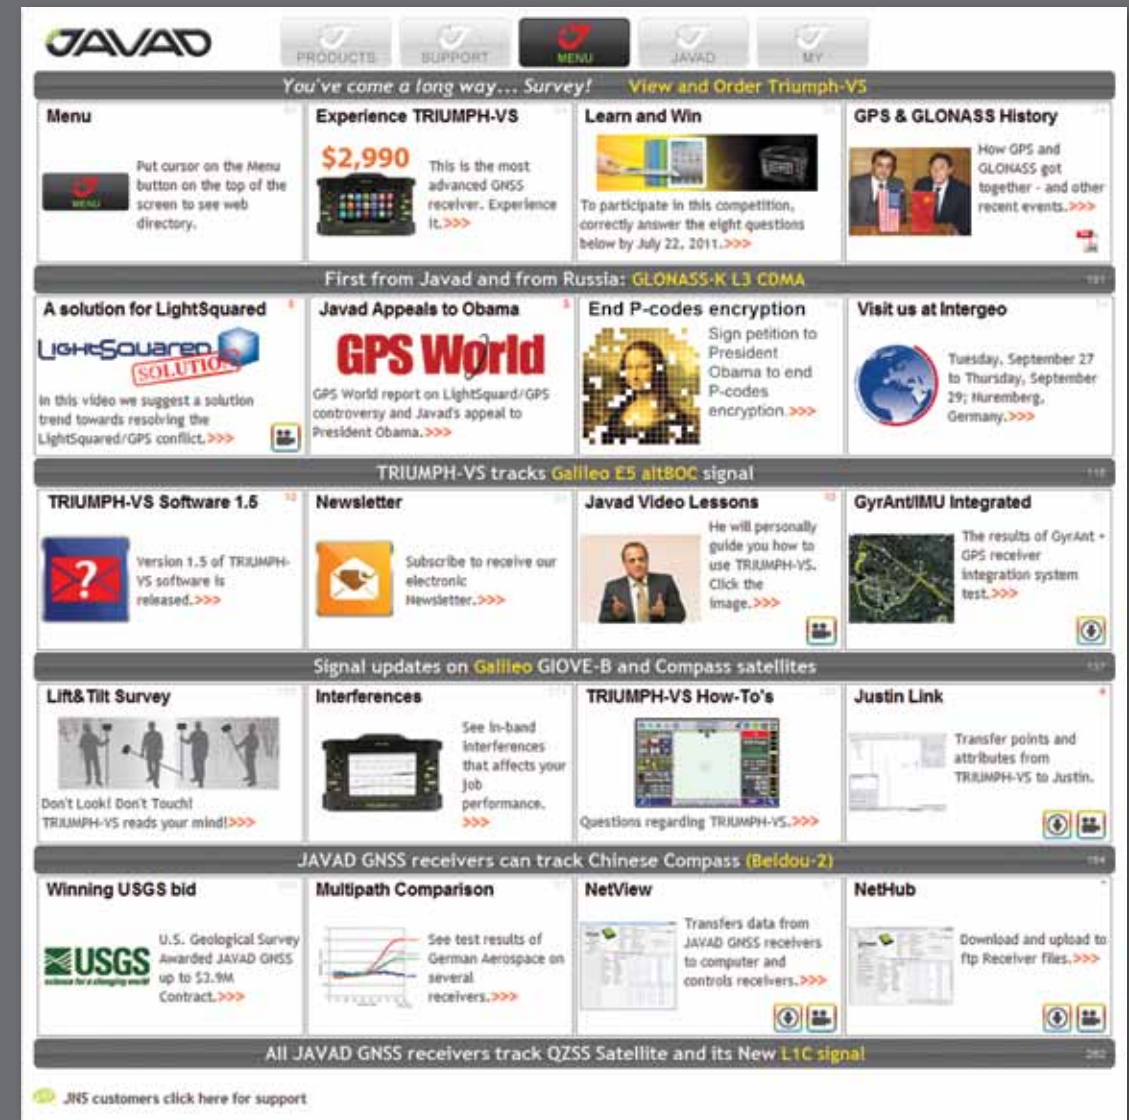 JAVAD
PRODUCTS
SUPPORT
MENU
JAVAD
MY
You've come a long way... Survey! View and Order Triumph-VS
Menu
MENU
Put cursor on the Menu
button on the top of the
screen to see web
directory.
Experience TRIUMPH-VS
$2,990
This is the most
advanced GNSS
receiver. Experience
it.>>>
Learn and Win
To participate in this competition,
correctly answer the eight questions
below by July 22, 2011.>>>
GPS & GLONASS History
How GPS and
GLONASS got
together - and other
recent events.>>>
First from Javad and from Russia: GLONASS-K L3 CDMA
A solution for LightSquared
LIGHTSQUARED
SOLUTION
In this video we suggest a solution
trend towards resolving the
LightSquared/GPS conflict.>>>
Javad Appeals to Obama
GPS World
GPS World report on LightSquard/GPS
controversy and Javad's appeal to
President Obama.>>>
End P-codes encryption
Sign petition to
President
Obama to end
P-codes
encryption.>>>
Visit us at Intergeo
Tuesday, September 27
to Thursday, September
29; Nuremberg,
Germany.>>>
TRIUMPH-VS tracks Galileo E5 altBOC signal
TRIUMPH-VS Software 1.5
?
Version 1.5 of TRIUMPH-
VS software is
released.>>>
Newsletter
Subscribe to receive our
electronic
Newsletter.>>>
Javad Video Lessons
He will personally
guide you how to
use TRIUMPH-VS.
Click the
image.>>>
GyrAnt/IMU Integrated
The results of GyrAnt +
GPS receiver
integration system
test.>>>
Signal updates on Galileo GIOVE-B and Compass satellites
Lift&Tilt Survey
Don't Look! Don't Touch!
TRIUMPH-VS reads your mind!>>>
Interferences
See in-band
interferences
that affects your
job
performance.
>>>
TRIUMPH-VS How-To's
Questions regarding TRIUMPH-VS.>>>
Justin Link
Transfer points and
attributes from
TRIUMPH-VS to Justin.
JAVAD GNSS receivers can track Chinese Compass (Beidou-2)
Winning USGS bid
USGS
science for a changing world
U.S. Geological Survey
Awarded JAVAD GNSS
up to $3.9M
Contract.>>>
Multipath Comparison
See test results of
German Aerospace on
several
receivers.>>>
NetView
Transfers data from
JAVAD GNSS receivers
to computer and
controls receivers.>>>
NetHub
Download and upload to
ftp Receiver files.>>>
All JAVAD GNSS receivers track QZSS Satellite and its New L1C signal
JNS customers click here for support